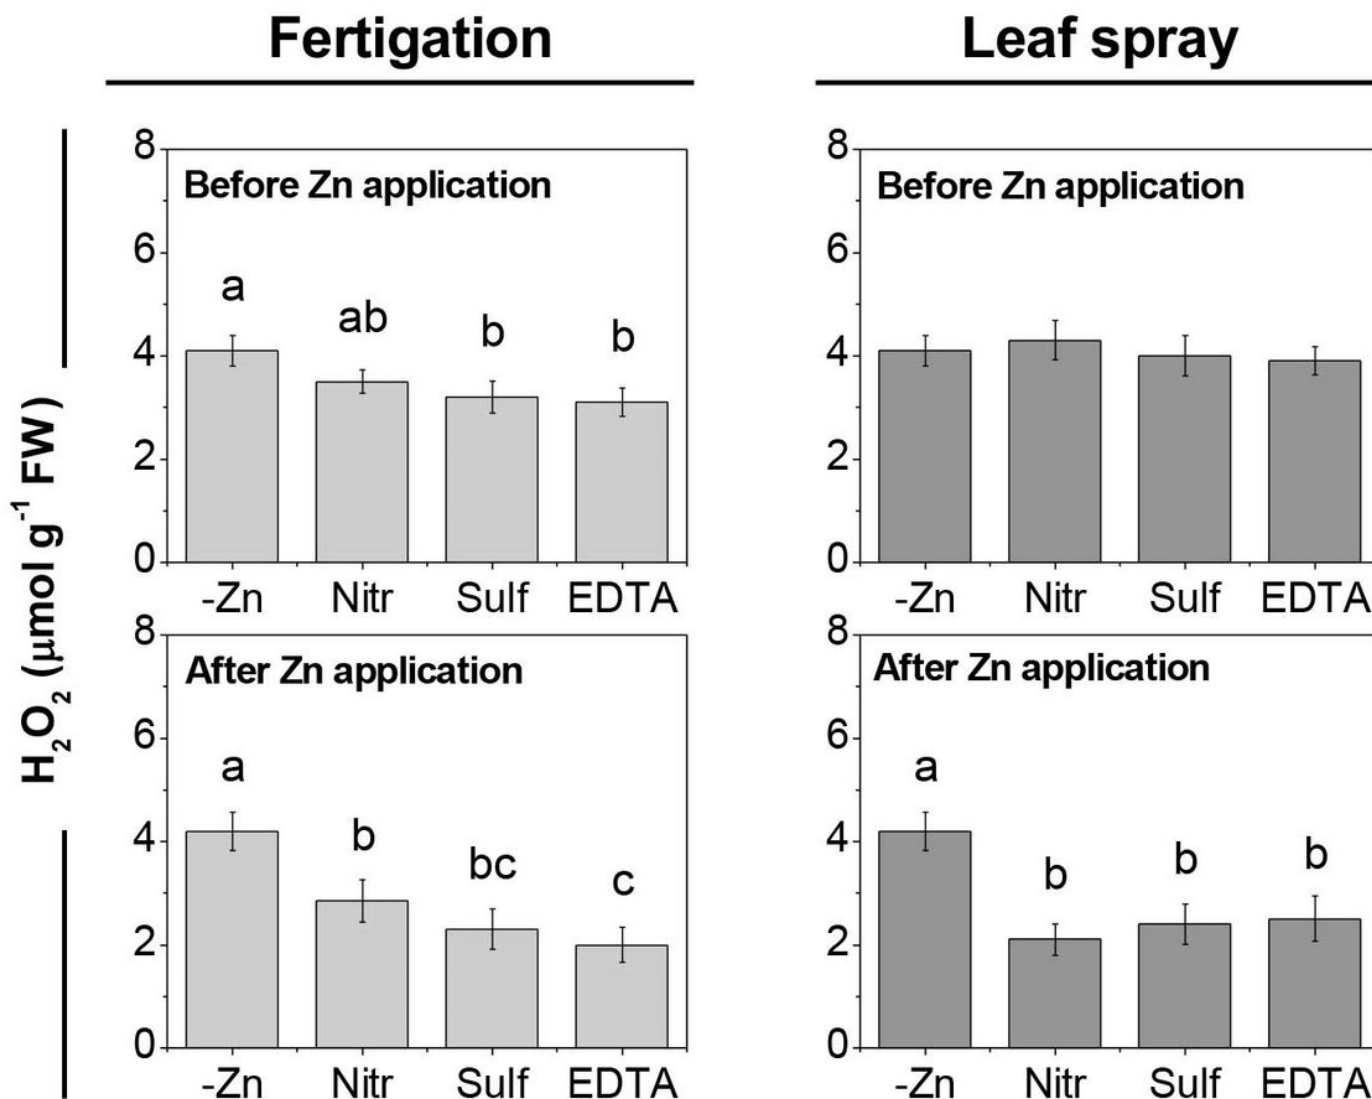 Fertigation
Leaf spray
H₂O₂ (μmol g⁻¹ FW)
Before Zn application
8
6
4
2
0
a
ab
b
b
-Zn Nitr Sulf EDTA
Before Zn application
8
6
4
2
0
-Zn Nitr Sulf EDTA
After Zn application
8
6
4
2
0
a
b
bc
c
-Zn Nitr Sulf EDTA
After Zn application
8
6
4
2
0
a
b
b
b
-Zn Nitr Sulf EDTA